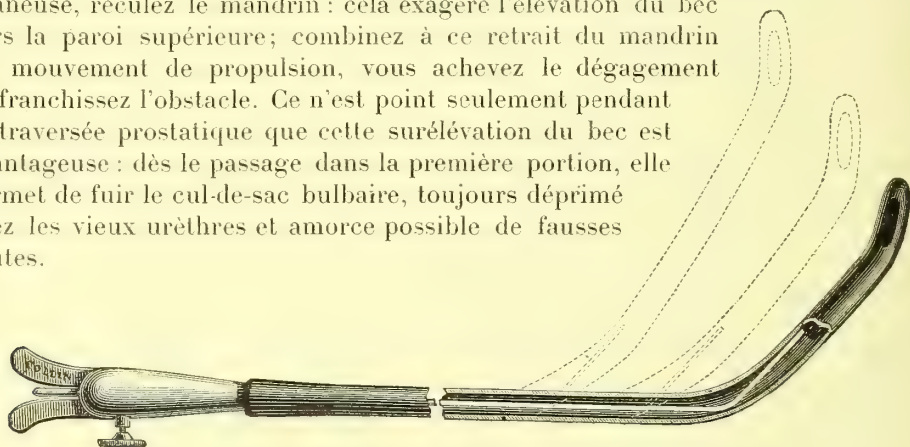 reculez le mandrin : cela exagère l'élévation du bec
la paroi supérieure; combinez à ce retrait du mandrin
mouvement de propulsion, vous achevez le dégagement
franchissez l'obstacle. Ce n'est point seulement pendant
traversée prostatique que cette surélévation du bec est
antageuse : dès le passage dans la première portion, elle
rmet de fuir le cul-de-sac bulbaire, toujours déprimé
ez les vieux urèthres et amorce possible de fausses
utes.